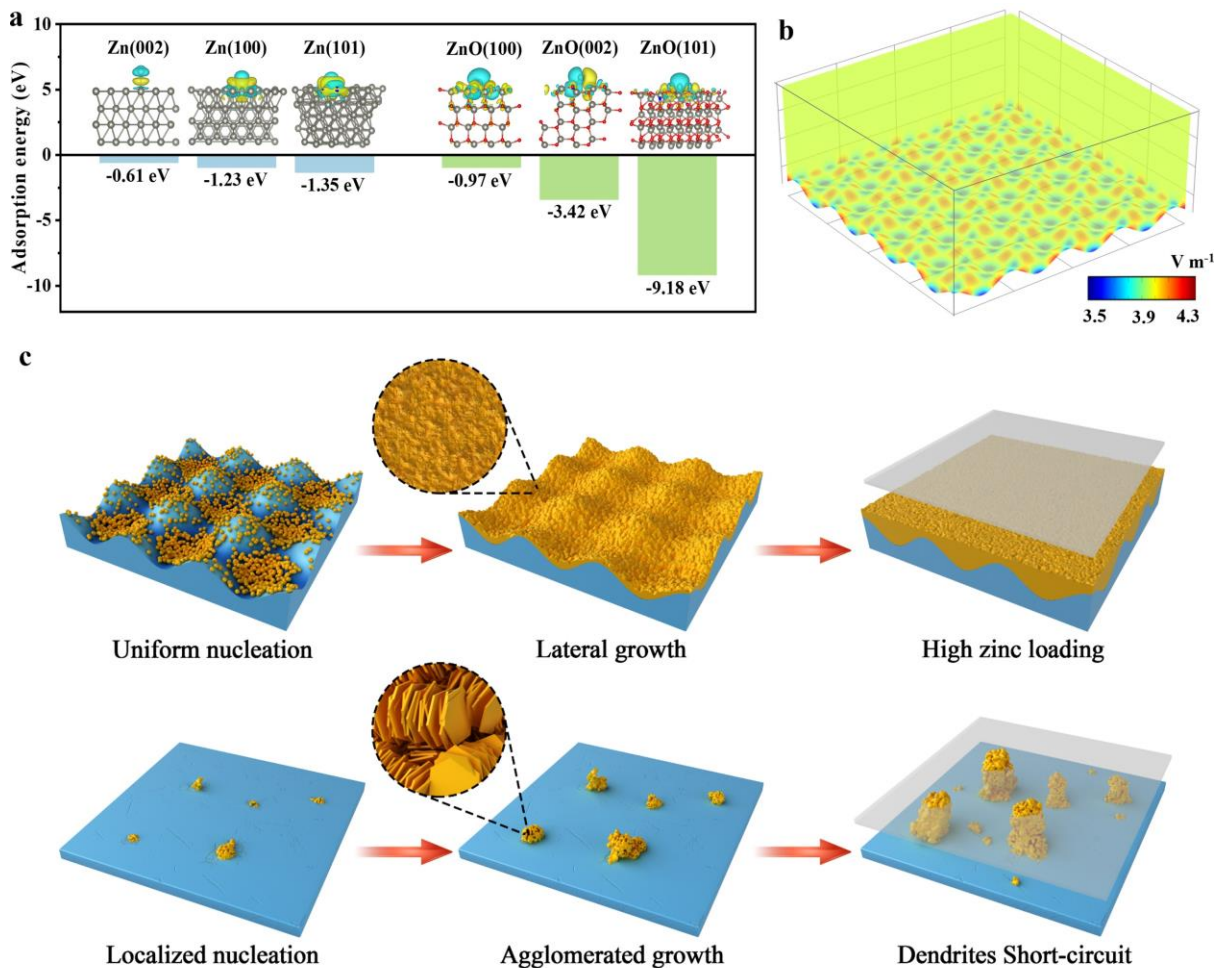 a
Adsorption energy (eV)
10
5
0
-5
-10
Zn(002) Zn(100) Zn(101) ZnO(100) ZnO(002) ZnO(101)
-0.61 eV
-1.23 eV
-1.35 eV
-0.97 eV
-3.42 eV
-9.18 eV
b
V m⁻¹
3.5 3.9 4.3
c
Uniform nucleation Lateral growth High zinc loading
Localized nucleation Agglomerated growth Dendrites Short-circuit